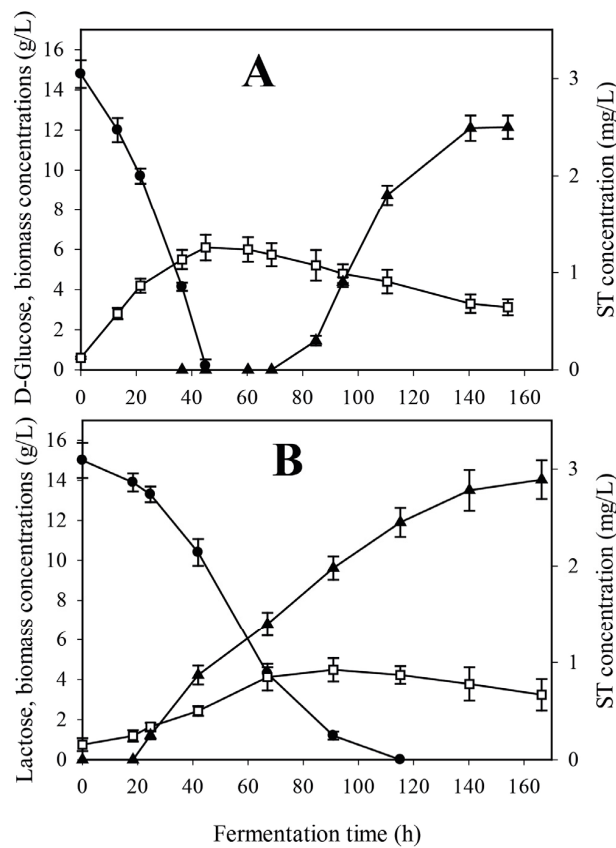 D-Glucose, biomass concentrations (g/L)
16
14
12
10
8
6
4
2
0
A
3
2
1
0
ST concentration (mg/L)
0 20 40 60 80 100 120 140 160
Lactose, biomass concentrations (g/L)
16
14
12
10
8
6
4
2
0
B
3
2
1
0
ST concentration (mg/L)
0 20 40 60 80 100 120 140 160
Fermentation time (h)